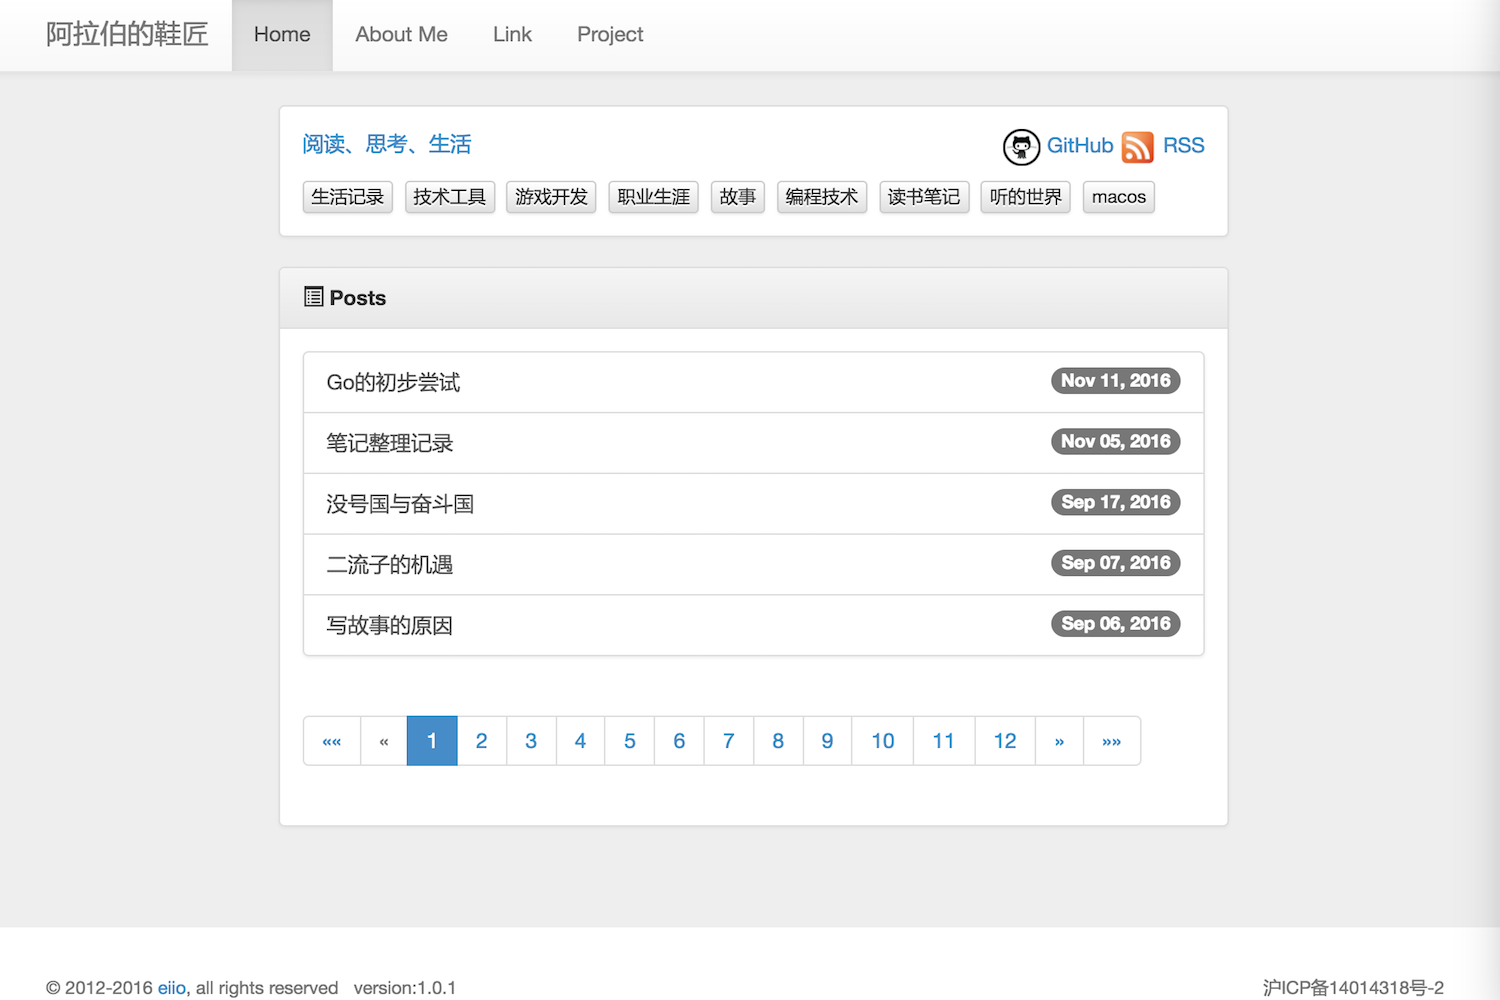 阿拉伯的鞋匠 Home About Me Link Project
阅读、思考、生活 GitHub RSS
生活记录 技术工具 游戏开发 职业生涯 故事 编程技术 读书笔记 听的世界 macos
Posts
Go的初步尝试 Nov 11, 2016
笔记整理记录 Nov 05, 2016
没号国与奋斗国 Sep 17, 2016
二流子的机遇 Sep 07, 2016
写故事的原因 Sep 06, 2016
«« « 1 2 3 4 5 6 7 8 9 10 11 12 » »»
© 2012-2016 eiio, all rights reserved version:1.0.1 沪ICP备14014318号-2